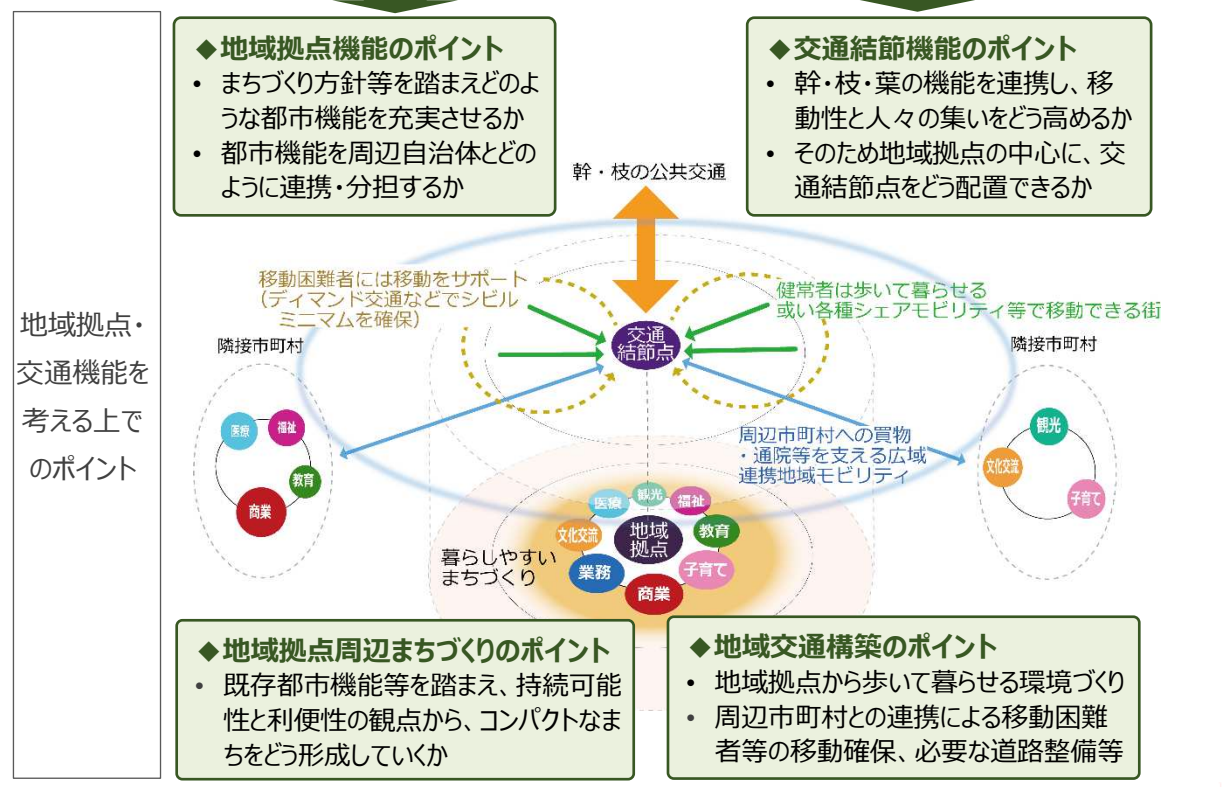 地域拠点・
交通機能を
考える上で
のポイント
◆地域拠点機能のポイント
• まちづくり方針等を踏まえどのよ
うな都市機能を充実させるか
• 都市機能を周辺自治体とどの
ように連携・分担するか
◆交通結節機能のポイント
• 幹・枝・葉の機能を連携し、移
動性と人々の集いをどう高めるか
• そのため地域拠点の中心に、交
通結節点をどう配置できるか
幹・枝の公共交通
移動困難者には移動をサポート
（ディマンド交通などでシビル
ミニマムを確保）
健常者は歩いて暮らせる
或い各種シェアモビリティ等で移動できる街
交通
結節点
隣接市町村
医療
福祉
教育
商業
隣接市町村
観光
文化交流
子育て
周辺市町村への買物
・通院等を支える広域
連携地域モビリティ
医療
観光
福祉
文化交流
地域
拠点
教育
業務
子育て
商業
暮らしやすい
まちづくり
◆地域拠点周辺まちづくりのポイント
• 既存都市機能等を踏まえ、持続可能
性と利便性の観点から、コンパクトなま
ちをどう形成していくか
◆地域交通構築のポイント
• 地域拠点から歩いて暮らせる環境づくり
• 周辺市町村との連携による移動困難
者等の移動確保、必要な道路整備等